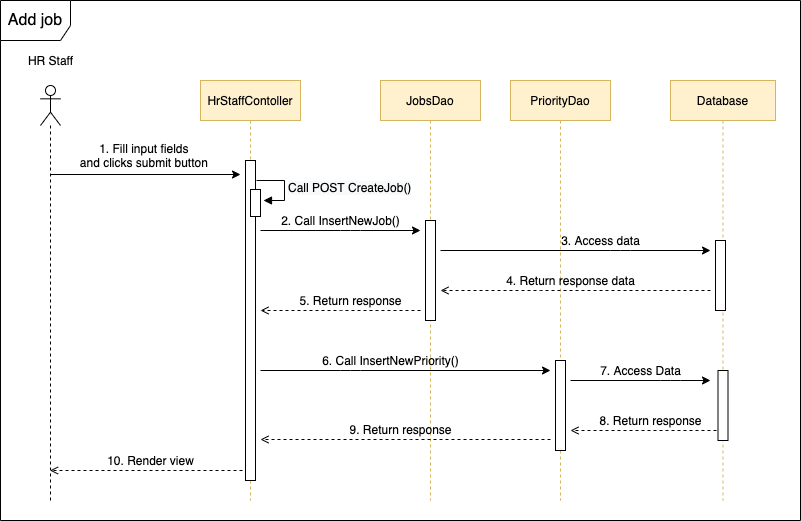 Add job
HR Staff
HrStaffContoller
JobsDao
PriorityDao
Database
1. Fill input fields
and clicks submit button
Call POST CreateJob()
2. Call InsertNewJob()
3. Access data
4. Return response data
5. Return response
6. Call InsertNewPriority()
7. Access Data
8. Return response
9. Return response
10. Render view